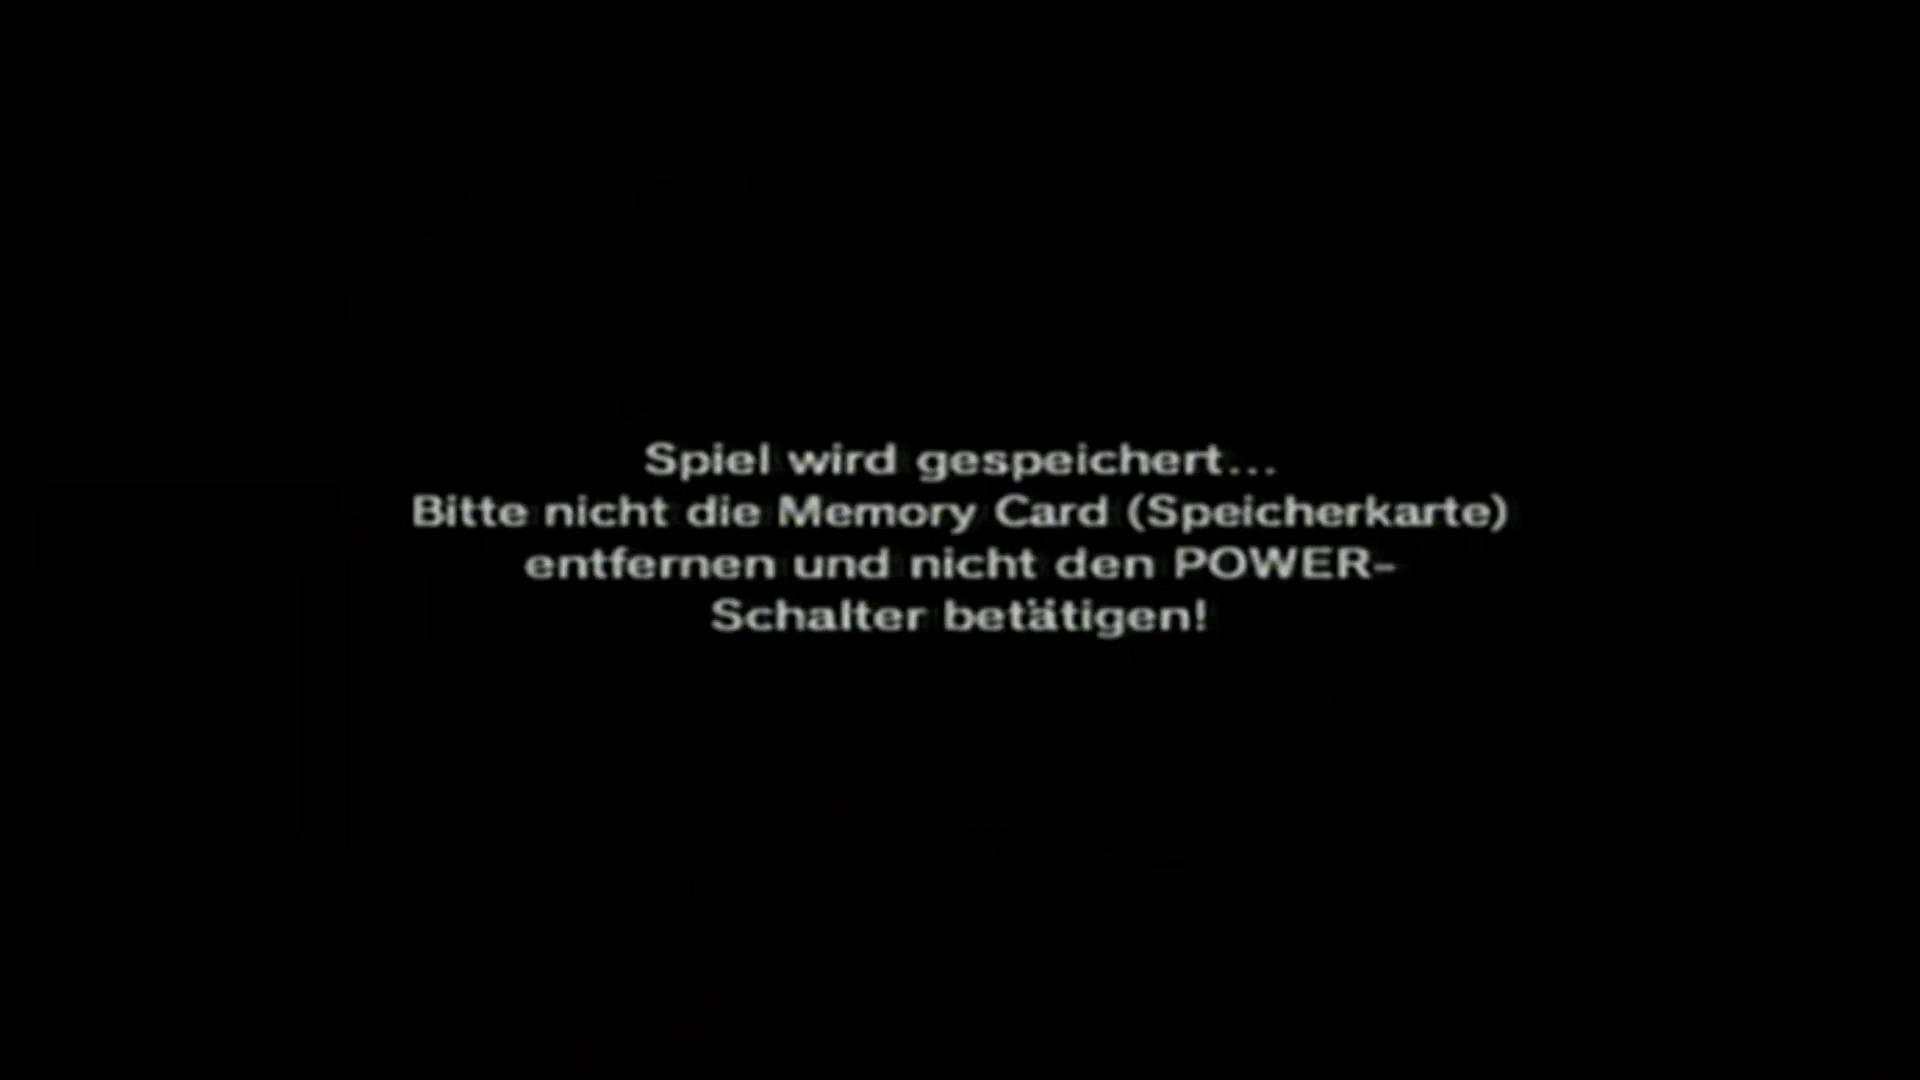 Spiel wird gespeichert...
Bitte nicht die Memory Card (Speicherkarte)
entfernen und nicht den POWER-
Schalter betätigen!